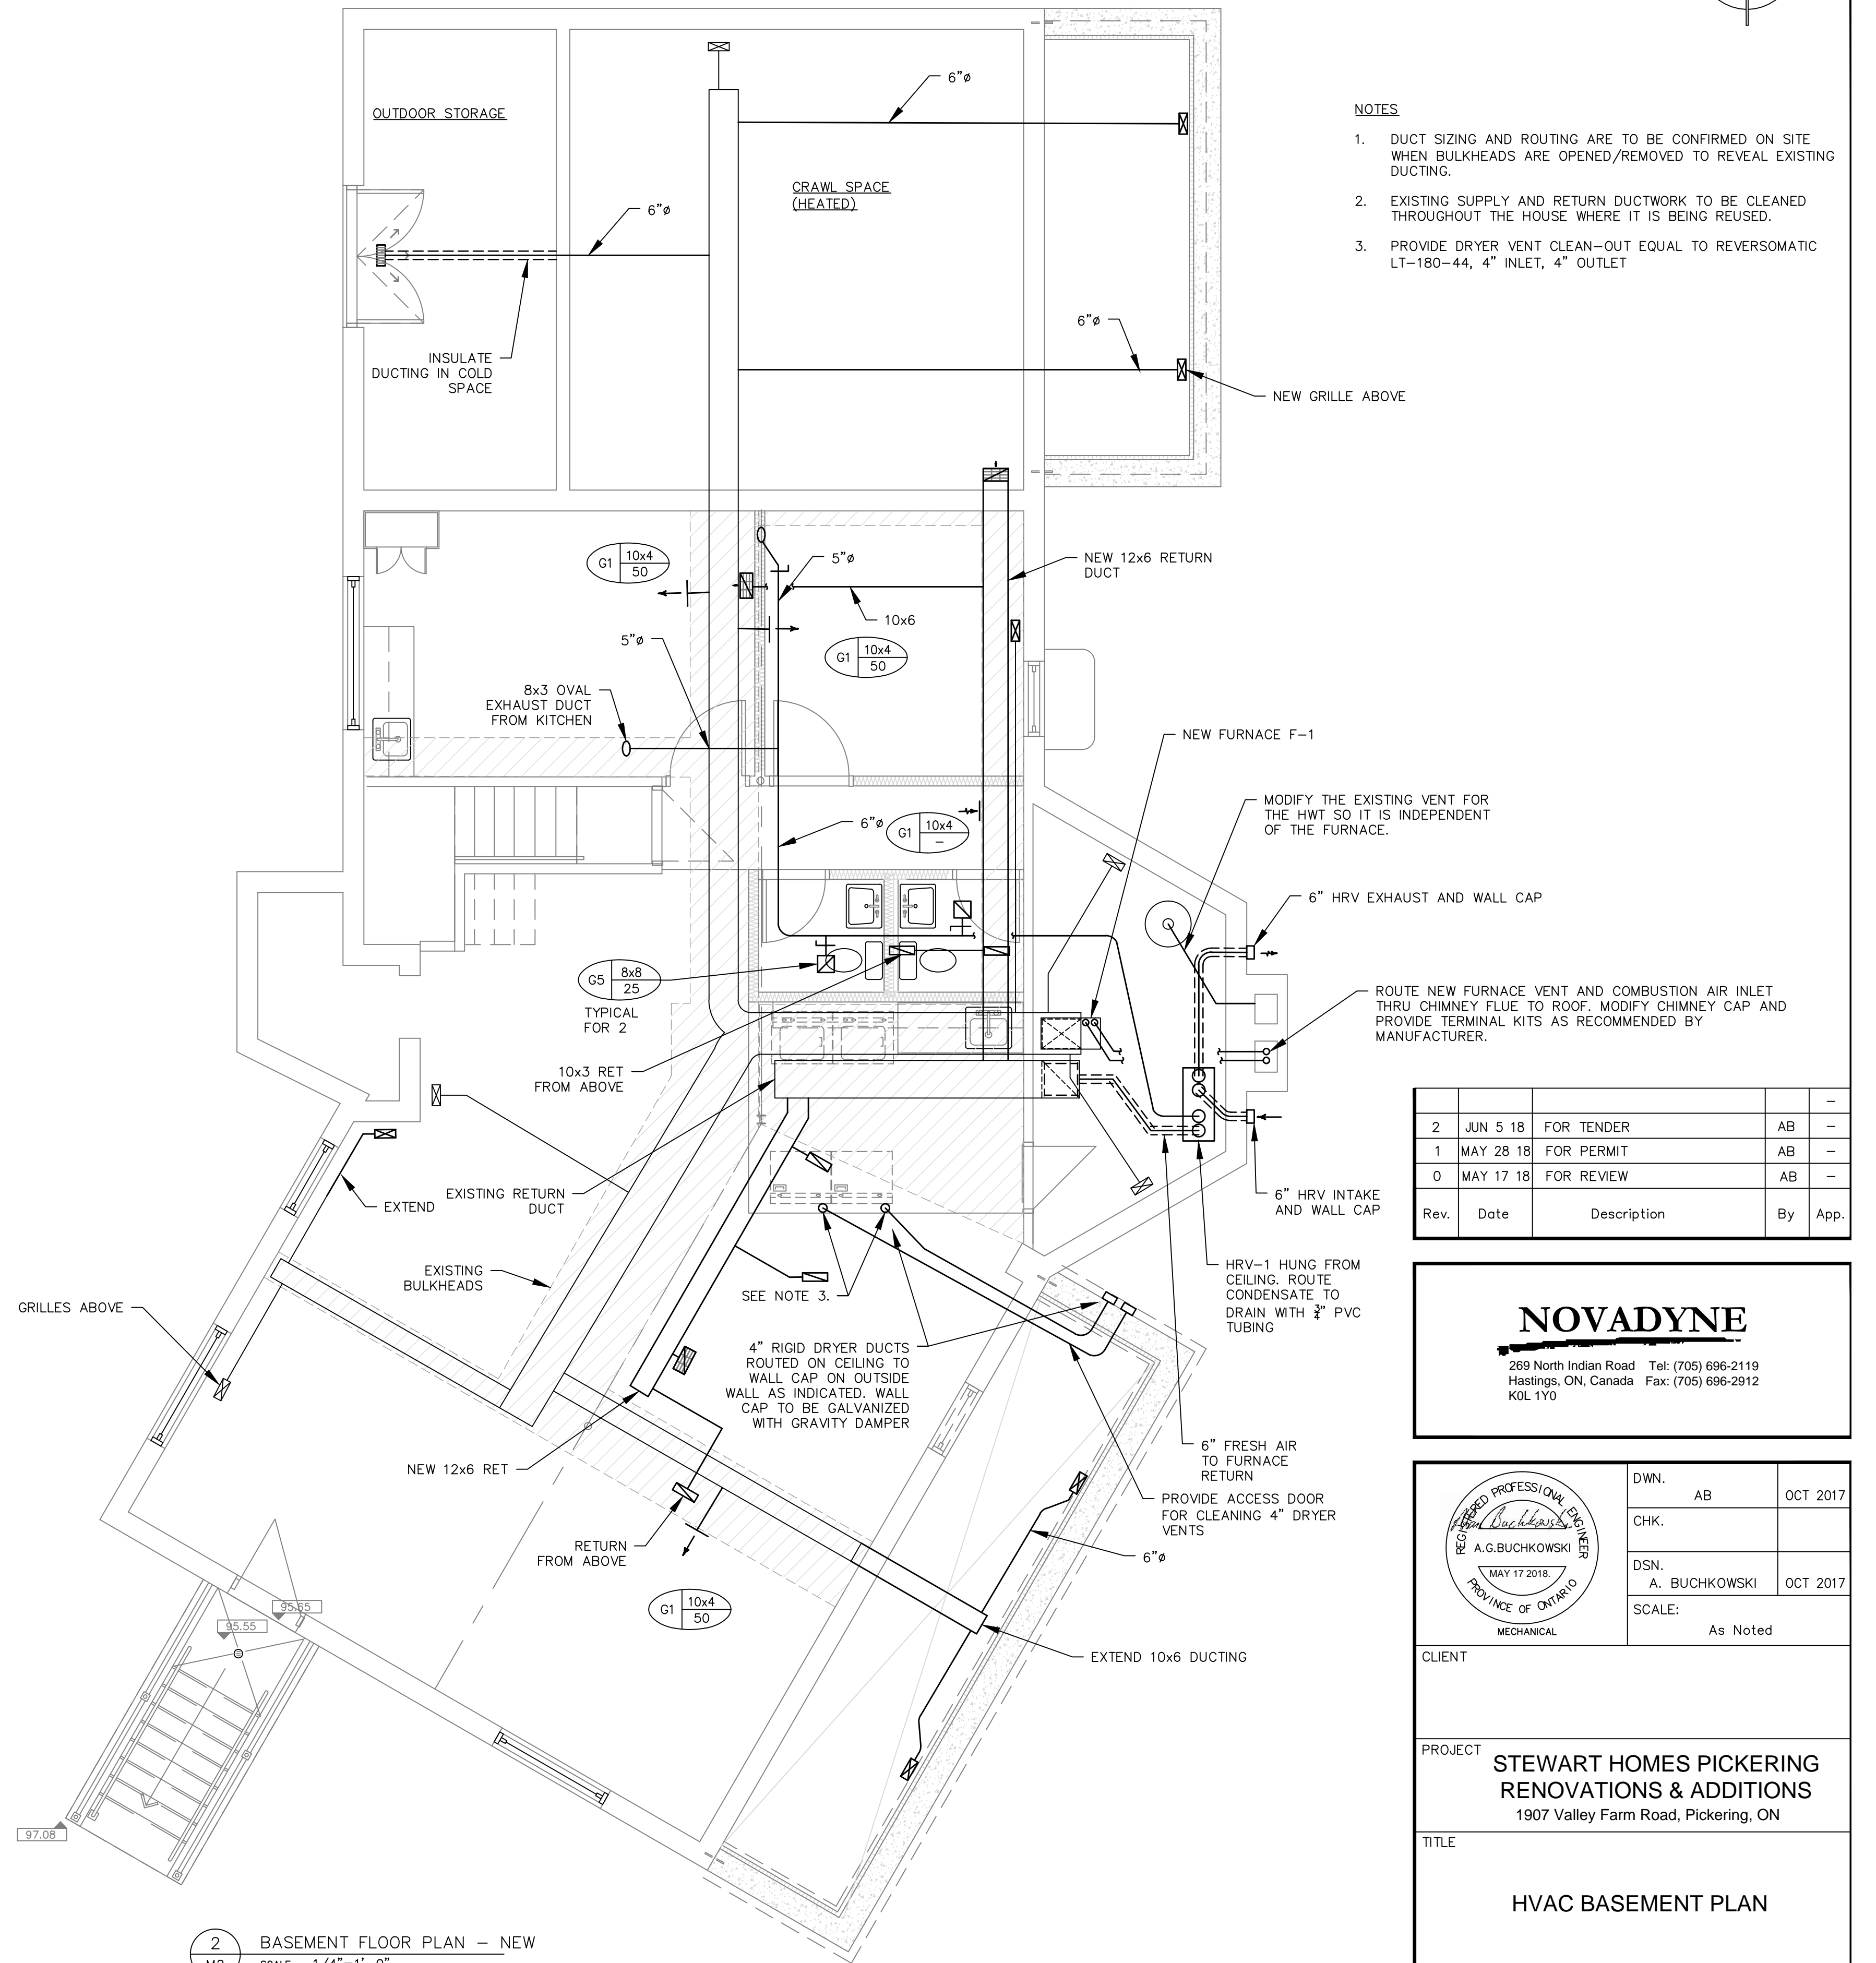 OUTDOOR STORAGE
6"ø
CRAWL SPACE
(HEATED)
6"ø
6"ø
INSULATE
DUCTING IN COLD
SPACE
NEW GRILLE ABOVE
NOTES
1. DUCT SIZING AND ROUTING ARE TO BE CONFIRMED ON SITE
WHEN BULKHEADS ARE OPENED/REMOVED TO REVEAL EXISTING
DUCTING.
2. EXISTING SUPPLY AND RETURN DUCTWORK TO BE CLEANED
THROUGHOUT THE HOUSE WHERE IT IS BEING REUSED.
3. PROVIDE DRYER VENT CLEAN-OUT EQUAL TO REVERSOMATIC
LT-180-44, 4" INLET, 4" OUTLET
G1 10x4
50
5"ø
NEW 12x6 RETURN
DUCT
10x6
5"ø
G1 10x4
50
8x3 OVAL
EXHAUST DUCT
FROM KITCHEN
NEW FURNACE F-1
MODIFY THE EXISTING VENT FOR
THE HWT SO IT IS INDEPENDENT
OF THE FURNACE.
6"ø
G1 10x4
-
6" HRV EXHAUST AND WALL CAP
G5 8x8
25
TYPICAL
FOR 2
ROUTE NEW FURNACE VENT AND COMBUSTION AIR INLET
THRU CHIMNEY FLUE TO ROOF. MODIFY CHIMNEY CAP AND
PROVIDE TERMINAL KITS AS RECOMMENDED BY
MANUFACTURER.
10x3 RET
FROM ABOVE
EXTEND
EXISTING RETURN
DUCT
6" HRV INTAKE
AND WALL CAP
EXISTING
BULKHEADS
HRV-1 HUNG FROM
CEILING. ROUTE
CONDENSATE TO
DRAIN WITH ¾" PVC
TUBING
GRILLES ABOVE
SEE NOTE 3.
4" RIGID DRYER DUCTS
ROUTED ON CEILING TO
WALL CAP ON OUTSIDE
WALL AS INDICATED. WALL
CAP TO BE GALVANIZED
WITH GRAVITY DAMPER
NEW 12x6 RET
6" FRESH AIR
TO FURNACE
RETURN
PROVIDE ACCESS DOOR
FOR CLEANING 4" DRYER
VENTS
RETURN
FROM ABOVE
6"ø
G1 10x4
50
95.65
95.55
EXTEND 10x6 DUCTING
97.08
2 BASEMENT FLOOR PLAN - NEW
-
2 JUN 5 18 FOR TENDER AB -
1 MAY 28 18 FOR PERMIT AB -
0 MAY 17 18 FOR REVIEW AB -
Rev. Date Description By App.
NOVADYNE
269 North Indian Road Tel: (705) 696-2119
Hastings, ON, Canada Fax: (705) 696-2912
K0L 1Y0
REGISTERED PROFESSIONAL ENGINEER
A.G.BUCHKOWSKI
MAY 17 2018.
PROVINCE OF ONTARIO
MECHANICAL
DWN.
AB OCT 2017
CHK.
DSN.
A. BUCHKOWSKI OCT 2017
SCALE:
As Noted
CLIENT
PROJECT
STEWART HOMES PICKERING
RENOVATIONS & ADDITIONS
1907 Valley Farm Road, Pickering, ON
TITLE
HVAC BASEMENT PLAN